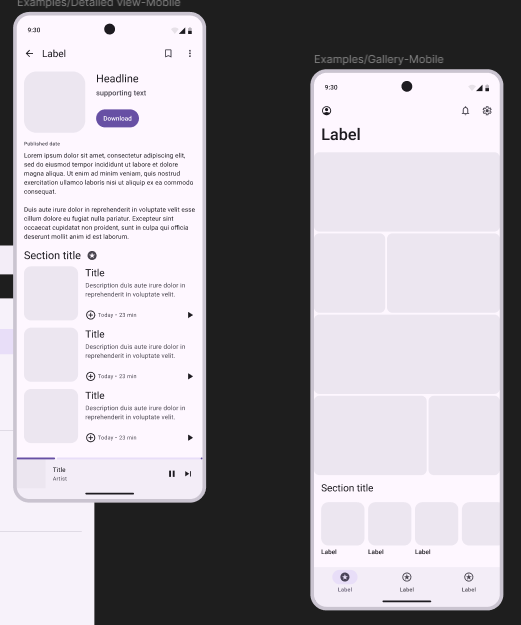 Examples/Detailed View-Mobile
9:30
Label
Headline
supporting text
Download
Published date
Lorem ipsum dolor sit amet, consectetur adipiscing elit,
sed do eiusmod tempor incididunt ut labore et dolore
magna aliqua. Ut enim ad minim veniam, quis nostrud
exercitation ullamco laboris nisi ut aliquip ex ea commodo
consequat.
Duis aute irure dolor in reprehenderit in voluptate velit esse
cillum dolore eu fugiat nulla pariatur. Excepteur sint
occaecat cupidatat non proident, sunt in culpa qui officia
deserunt mollit anim id est laborum.
Section title
Title
Description duis aute irure dolor in
reprehenderit in voluptate velit.
Today • 23 min
Title
Description duis aute irure dolor in
reprehenderit in voluptate velit.
Today • 23 min
Title
Description duis aute irure dolor in
reprehenderit in voluptate velit.
Today • 23 min
Title
Artist
Examples/Gallery-Mobile
9:30
Label
Section title
Label Label Label
Label Label Label